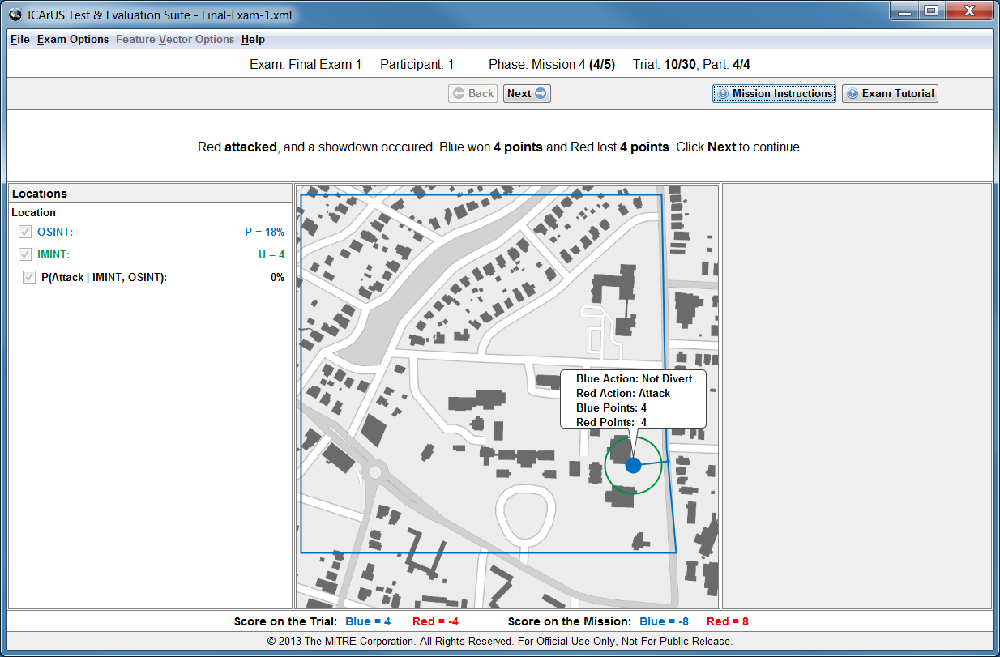 ICArUS Test & Evaluation Suite - Final-Exam-1.xml
File Exam Options Feature Vector Options Help
Exam: Final Exam 1 Participant: 1 Phase: Mission 4 (4/5) Trial: 10/30, Part: 4/4
Back Next Mission Instructions Exam Tutorial
Red attacked, and a showdown occcured. Blue won 4 points and Red lost 4 points. Click Next to continue.
Locations
Location
OSINT: P = 18%
IMINT: U = 4
P(Attack | IMINT, OSINT): 0%
Blue Action: Not Divert
Red Action: Attack
Blue Points: 4
Red Points: -4
Score on the Trial: Blue = 4 Red = -4 Score on the Mission: Blue = -8 Red = 8
© 2013 The MITRE Corporation. All Rights Reserved. For Official Use Only, Not For Public Release.